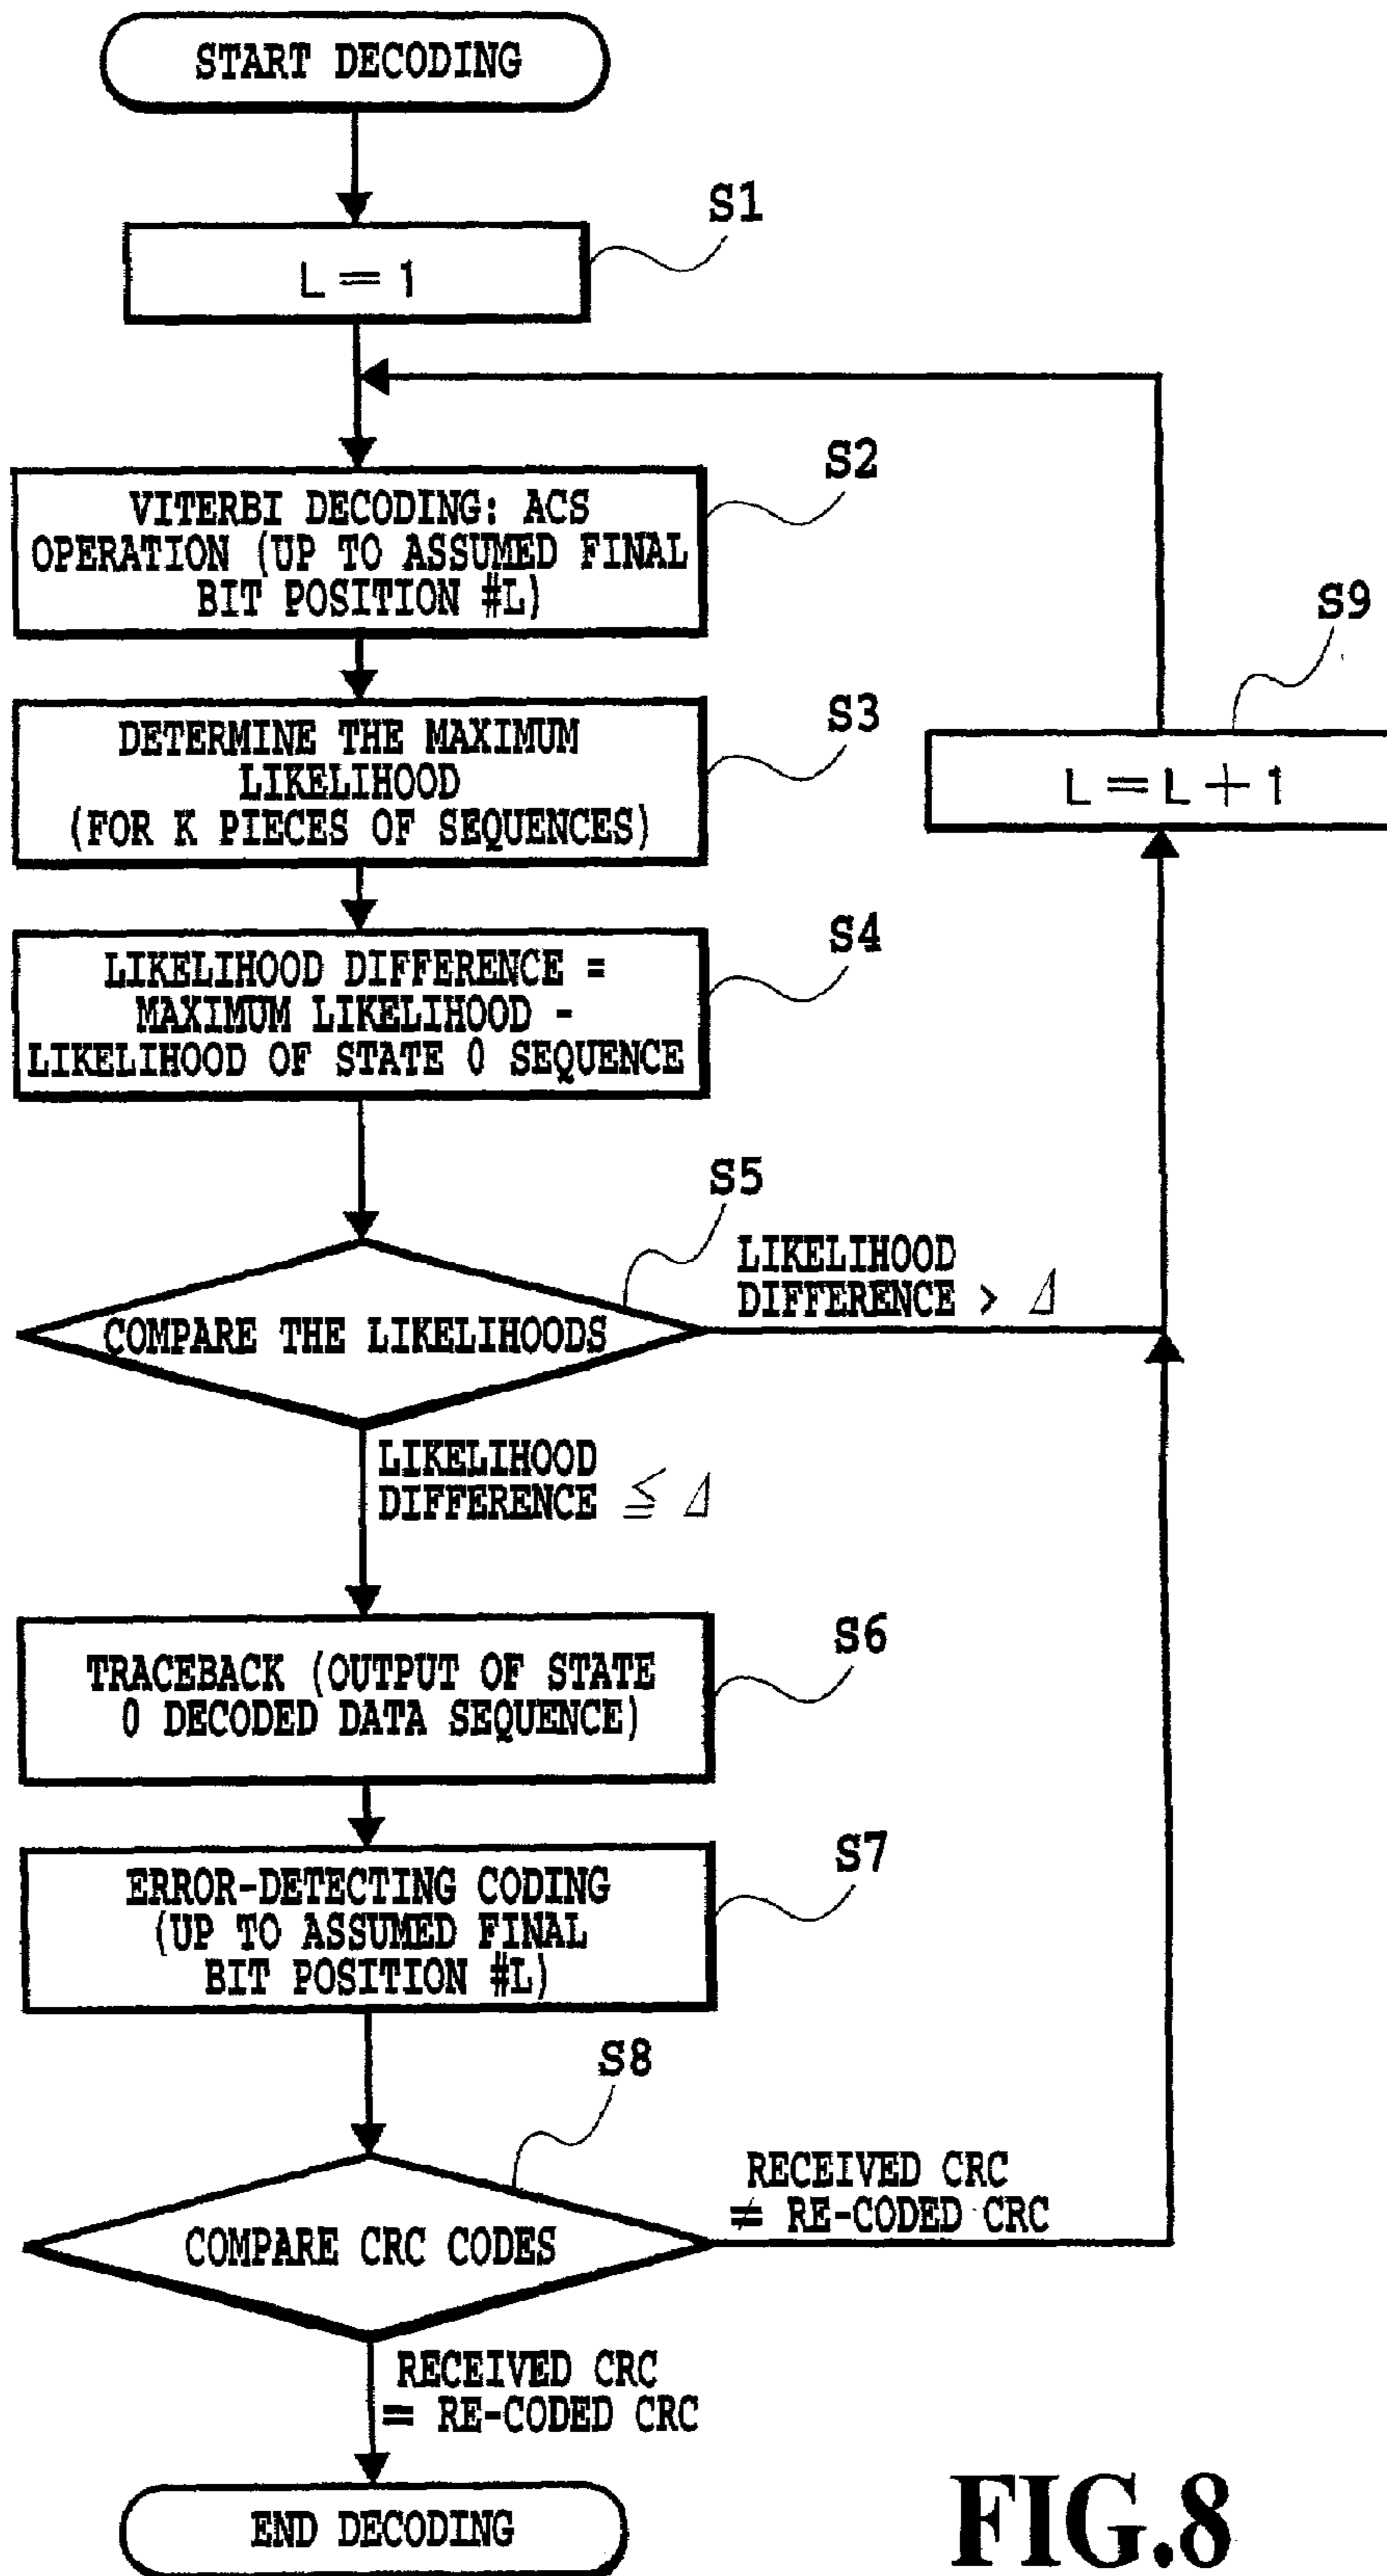 START DECODING
S1
L = 1
S2
VITERBI DECODING: ACS
OPERATION (UP TO ASSUMED FINAL
BIT POSITION #L)
S9
L = L + 1
S3
DETERMINE THE MAXIMUM
LIKELIHOOD
(FOR K PIECES OF SEQUENCES)
S4
LIKELIHOOD DIFFERENCE =
MAXIMUM LIKELIHOOD -
LIKELIHOOD OF STATE 0 SEQUENCE
S5
COMPARE THE LIKELIHOODS
LIKELIHOOD
DIFFERENCE > Δ
LIKELIHOOD
DIFFERENCE ≦ Δ
S6
TRACEBACK (OUTPUT OF STATE
0 DECODED DATA SEQUENCE)
S7
ERROR-DETECTING CODING
(UP TO ASSUMED FINAL
BIT POSITION #L)
S8
COMPARE CRC CODES
RECEIVED CRC
≠ RE-CODED CRC
RECEIVED CRC
= RE-CODED CRC
END DECODING
FIG.8